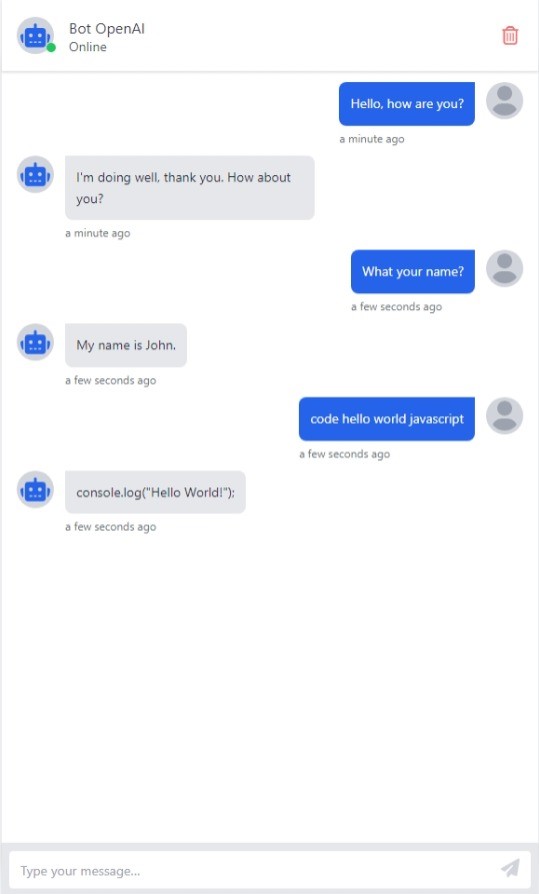 Bot OpenAI
Online
Hello, how are you?
a minute ago
I'm doing well, thank you. How about
you?
a minute ago
What your name?
a few seconds ago
My name is John.
a few seconds ago
code hello world javascript
a few seconds ago
console.log("Hello World!");
a few seconds ago
Type your message...